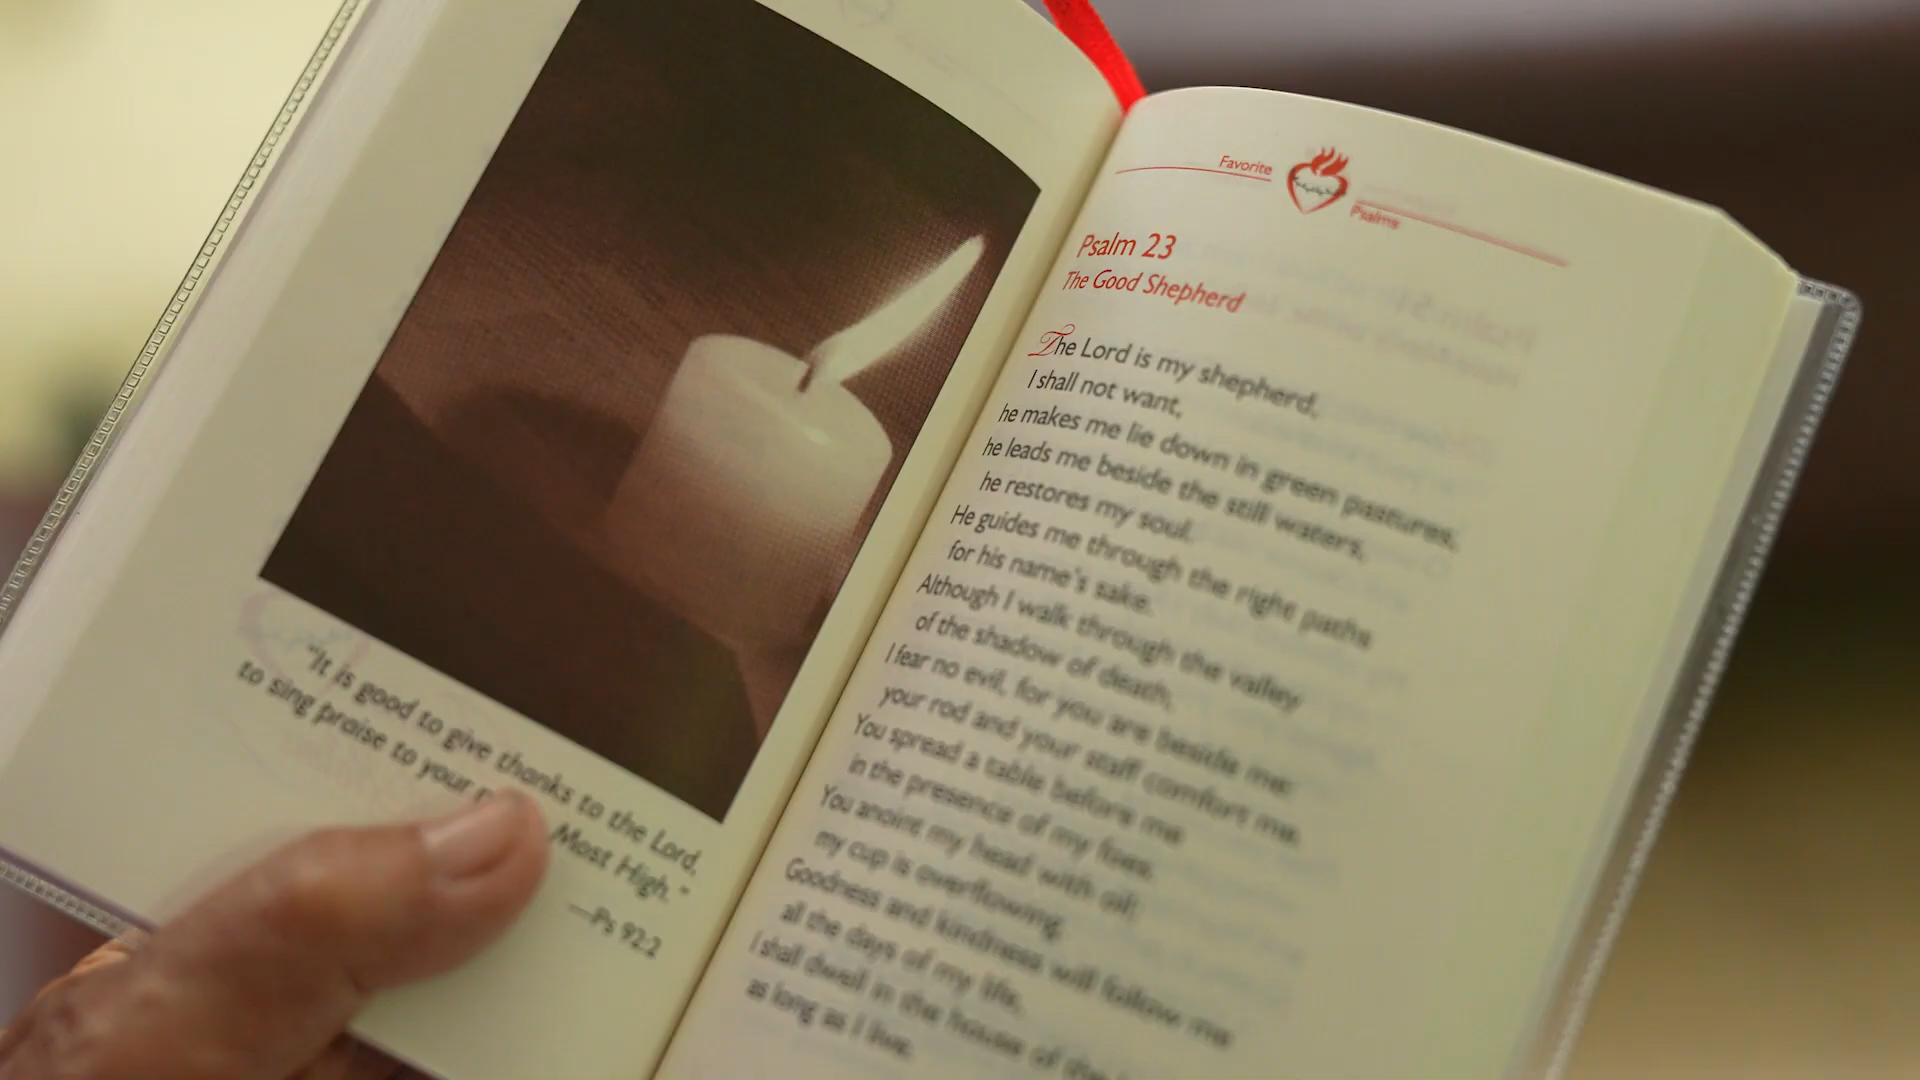 "It is good to give thanks to the Lord,
to sing praise to your
Most High."
—Ps 92:2
Favorite
Psalms
Psalm 23
The Good Shepherd
The Lord is my shepherd,
I shall not want,
he makes me lie down in green pastures,
he leads me beside the still waters,
he restores my soul.
He guides me through the right paths
for his name's sake.
Although I walk through the valley
of the shadow of death,
I fear no evil, for you are beside me:
your rod and your staff comfort me.
You spread a table before me
in the presence of my foes.
You anoint my head with oil;
my cup is overflowing.
Goodness and kindness will follow me
all the days of my life,
I shall dwell in the house of the
as long as I live.